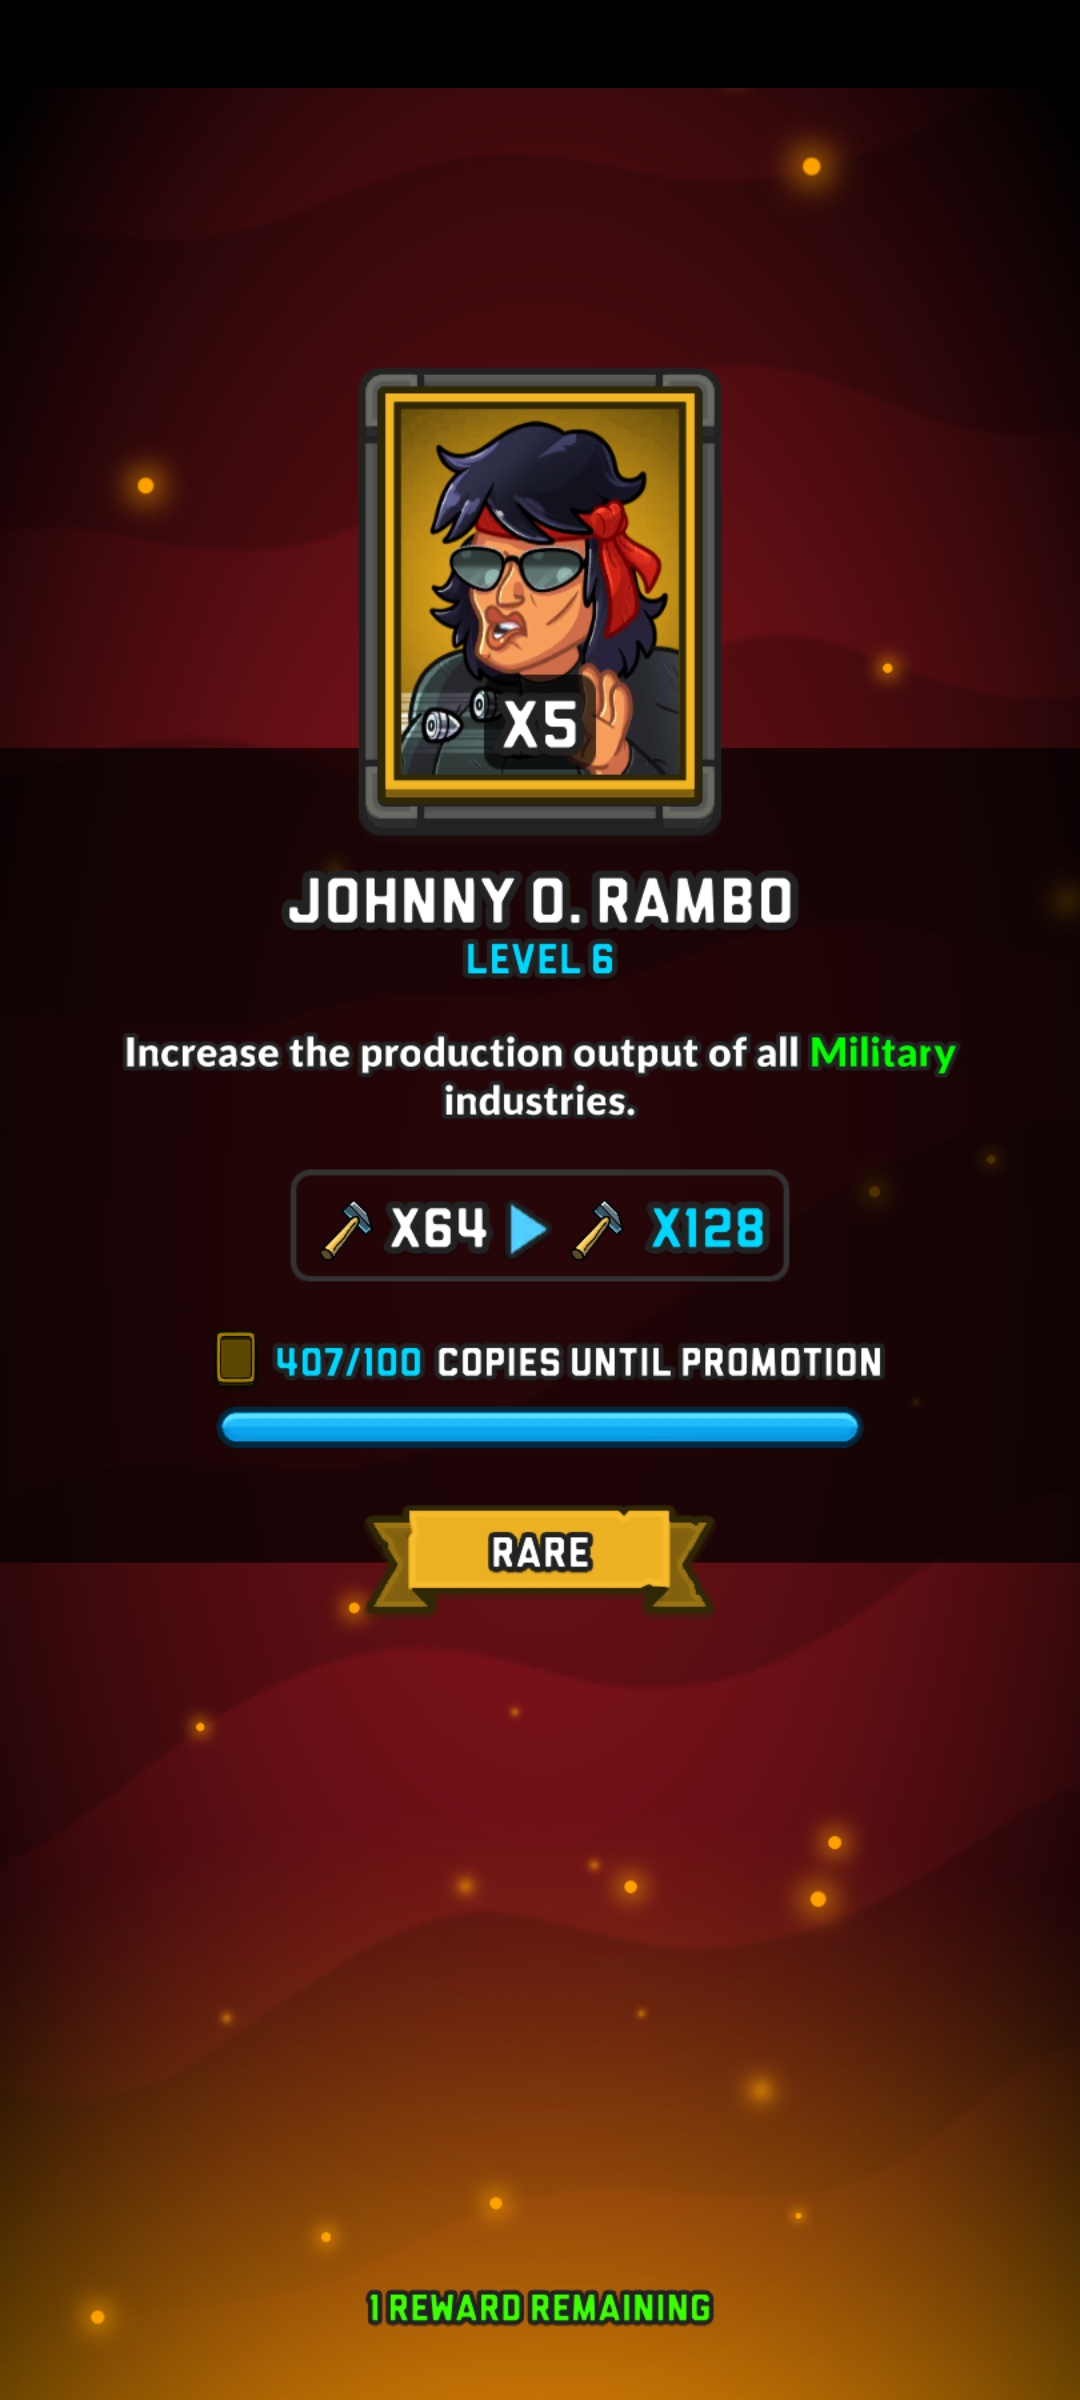 X5
JOHNNY O. RAMBO
LEVEL 6
Increase the production output of all Military
industries.
X64 X128
407/100 COPIES UNTIL PROMOTION
RARE
1 REWARD REMAINING